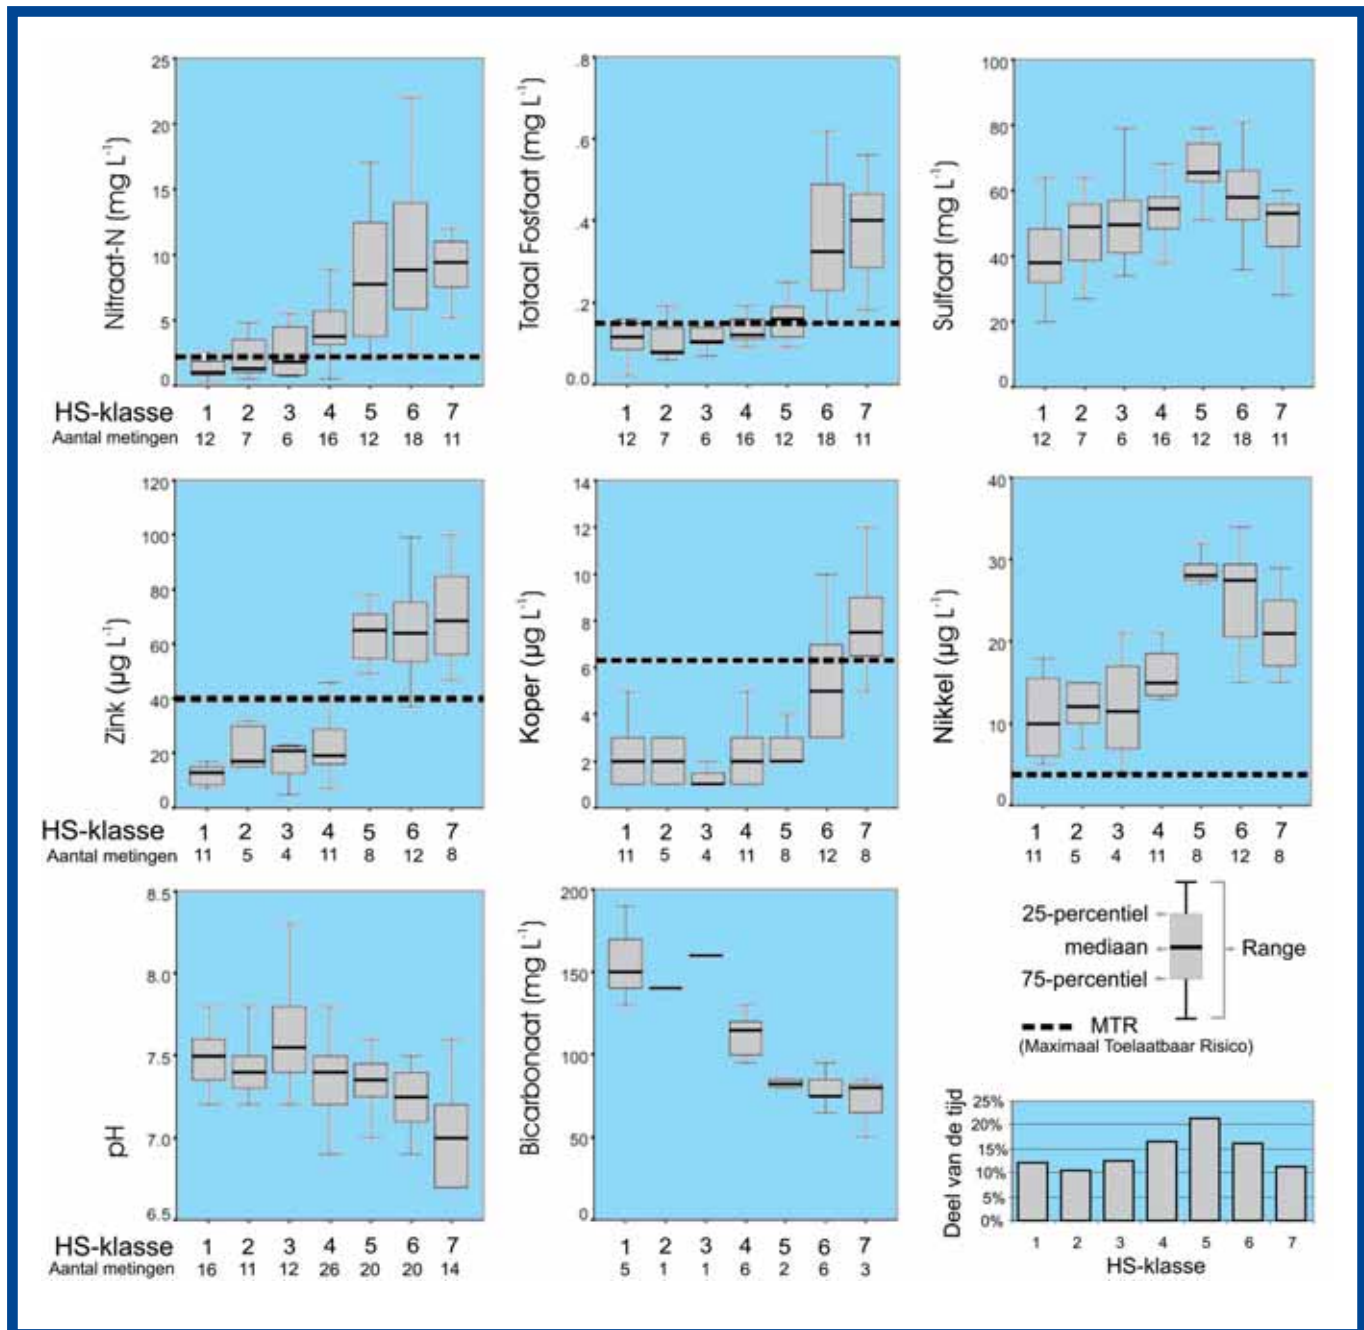 Nitraat-N (mg L⁻¹)
25
20
15
10
5
0
HS-klasse 1 2 3 4 5 6 7
Aantal metingen 12 7 6 16 12 18 11
Totaal Fosfaat (mg L⁻¹)
.8
.6
.4
.2
0.0
1 2 3 4 5 6 7
12 7 6 16 12 18 11
Sulfaat (mg L⁻¹)
100
80
60
40
20
0
1 2 3 4 5 6 7
12 7 6 16 12 18 11
Zink (µg L⁻¹)
120
100
80
60
40
20
0
HS-klasse 1 2 3 4 5 6 7
Aantal metingen 11 5 4 11 8 12 8
Koper (µg L⁻¹)
14
12
10
8
6
4
2
0
1 2 3 4 5 6 7
11 5 4 11 8 12 8
Nikkel (µg L⁻¹)
40
30
20
10
0
1 2 3 4 5 6 7
11 5 4 11 8 12 8
pH
8.5
8.0
7.5
7.0
6.5
HS-klasse 1 2 3 4 5 6 7
Aantal metingen 16 11 12 26 20 20 14
Bicarbonaat (mg L⁻¹)
200
150
100
50
0
1 2 3 4 5 6 7
5 1 1 6 2 6 3
25-percentiel
mediaan
75-percentiel
Range
MTR
(Maximaal Toelaatbaar Risico)
Deel van de tijd
25%
20%
15%
10%
5%
0%
1 2 3 4 5 6 7
HS-klasse